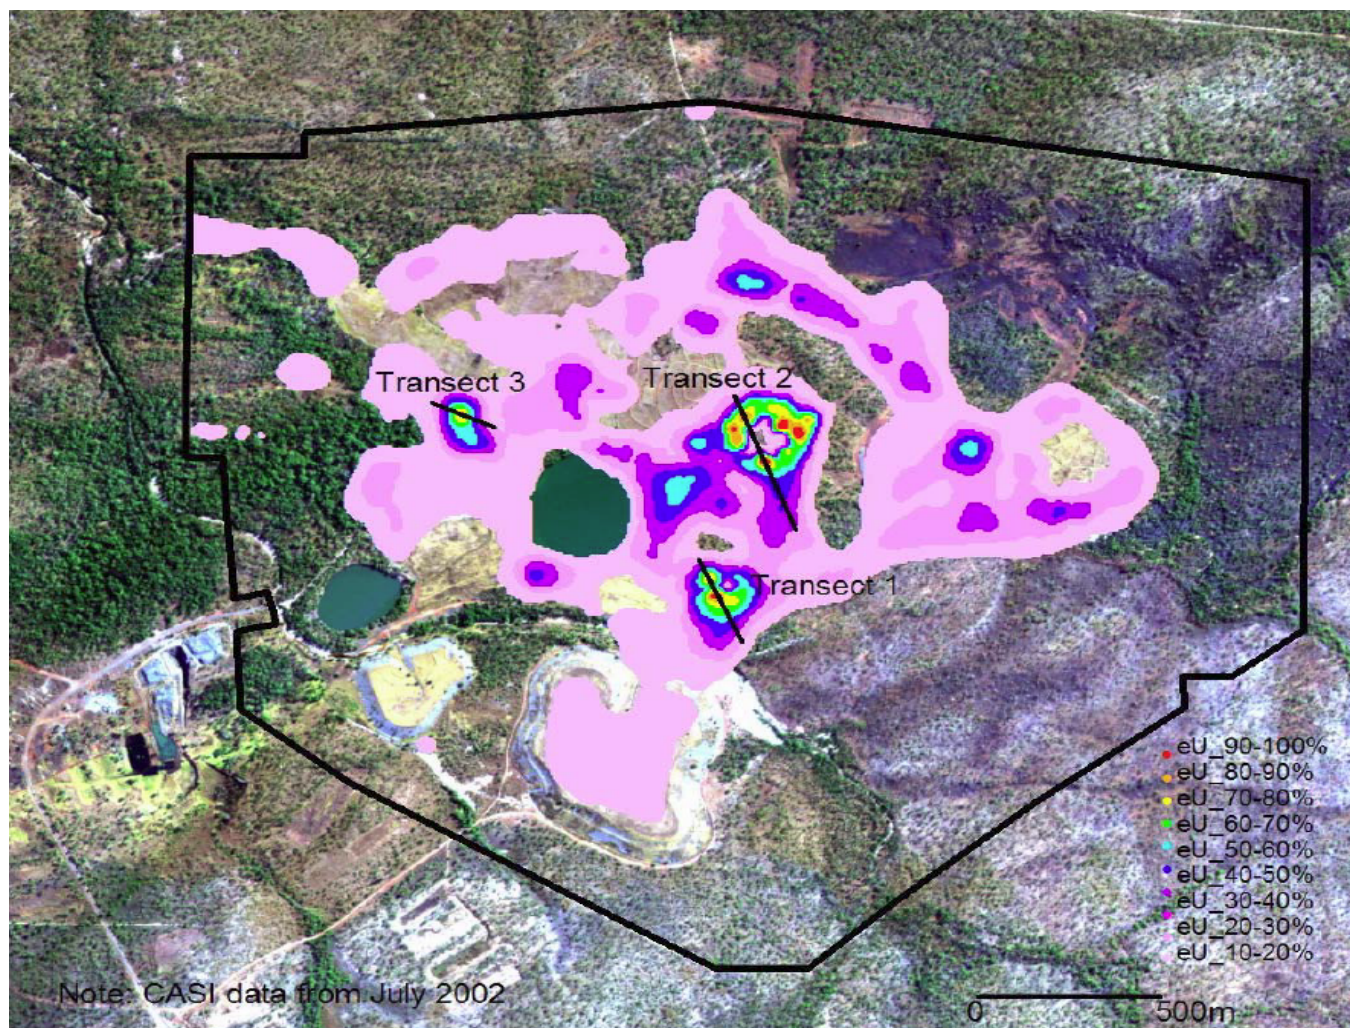 Transect 3
Transect 2
Transect 1
eU_90-100%
eU_80-90%
eU_70-80%
eU_60-70%
eU_50-60%
eU_40-50%
eU_30-40%
eU_20-30%
eU_10-20%
Note: CASI data from July 2002
0 500m